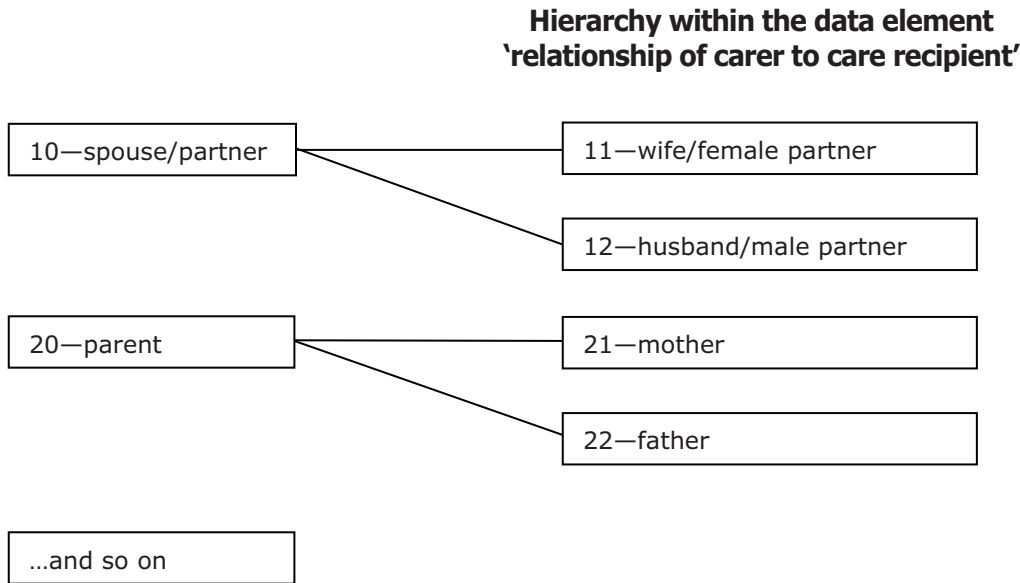 Hierarchy within the data element
‘relationship of carer to care recipient’
10—spouse/partner
11—wife/female partner
12—husband/male partner
20—parent
21—mother
22—father
…and so on